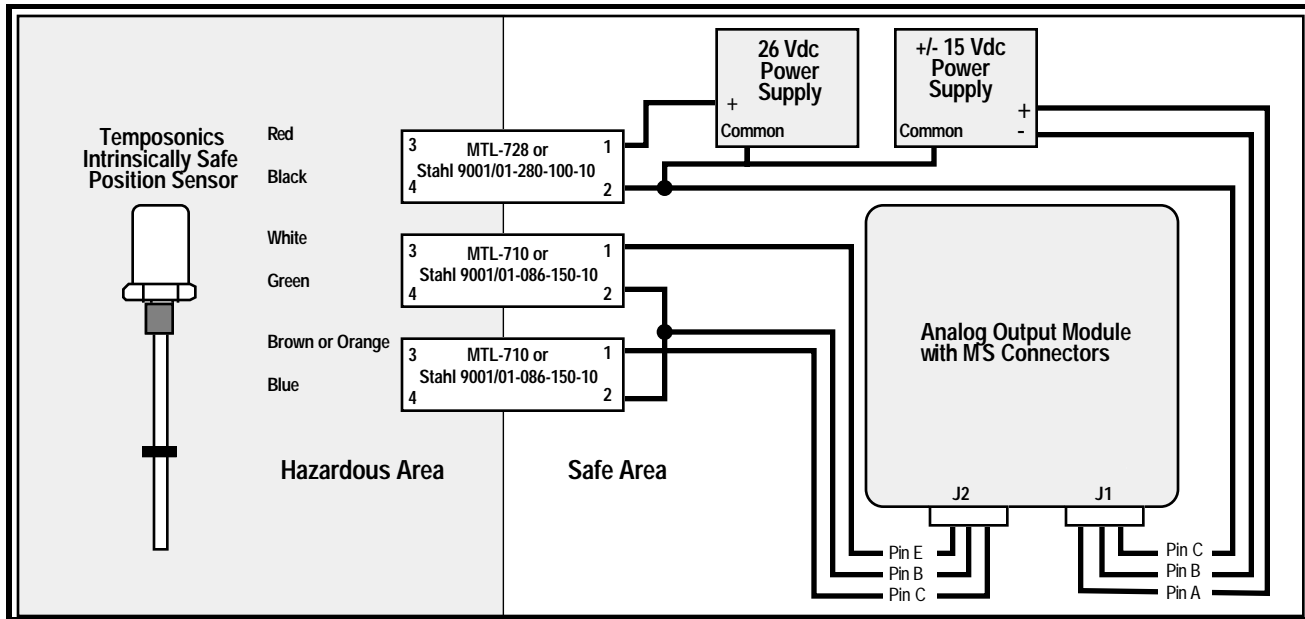 26 Vdc
Power
Supply
+
Common
+/- 15 Vdc
Power
Supply
+
-
Common
Temposonics
Intrinsically Safe
Position Sensor
Red
Black
White
Green
Brown or Orange
Blue
3
MTL-728 or
1
Stahl 9001/01-280-100-10
4
2
3
MTL-710 or
1
Stahl 9001/01-086-150-10
4
2
3
MTL-710 or
1
Stahl 9001/01-086-150-10
4
2
Hazardous Area
Safe Area
Analog Output Module
with MS Connectors
J2
J1
Pin E
Pin B
Pin C
Pin C
Pin B
Pin A